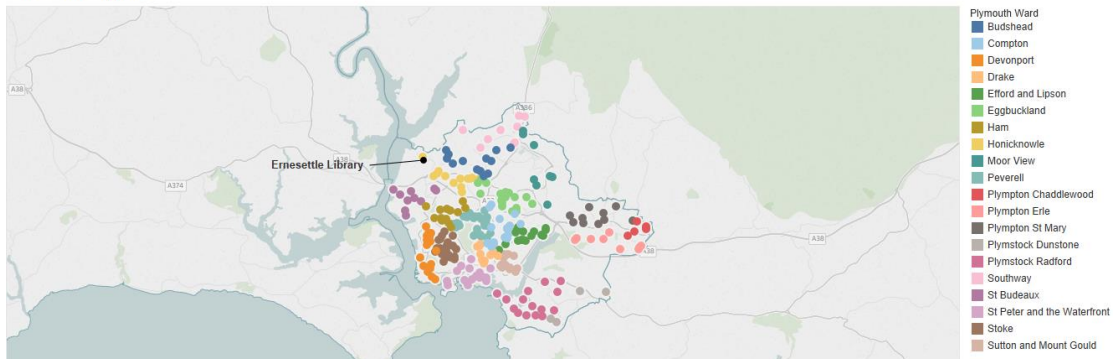 Plymouth Ward
Budshead
Compton
Devonport
Drake
Efford and Lipson
Eggbuckland
Ham
Honicknowle
Moor View
Peverell
Plympton Chaddlewood
Plympton Erle
Plympton St Mary
Plymstock Dunstone
Plymstock Radford
Southway
St Budeaux
St Peter and the Waterfront
Stoke
Sutton and Mount Gould
A38
A386
Ernesettle Library
A38
A374
A38
A38